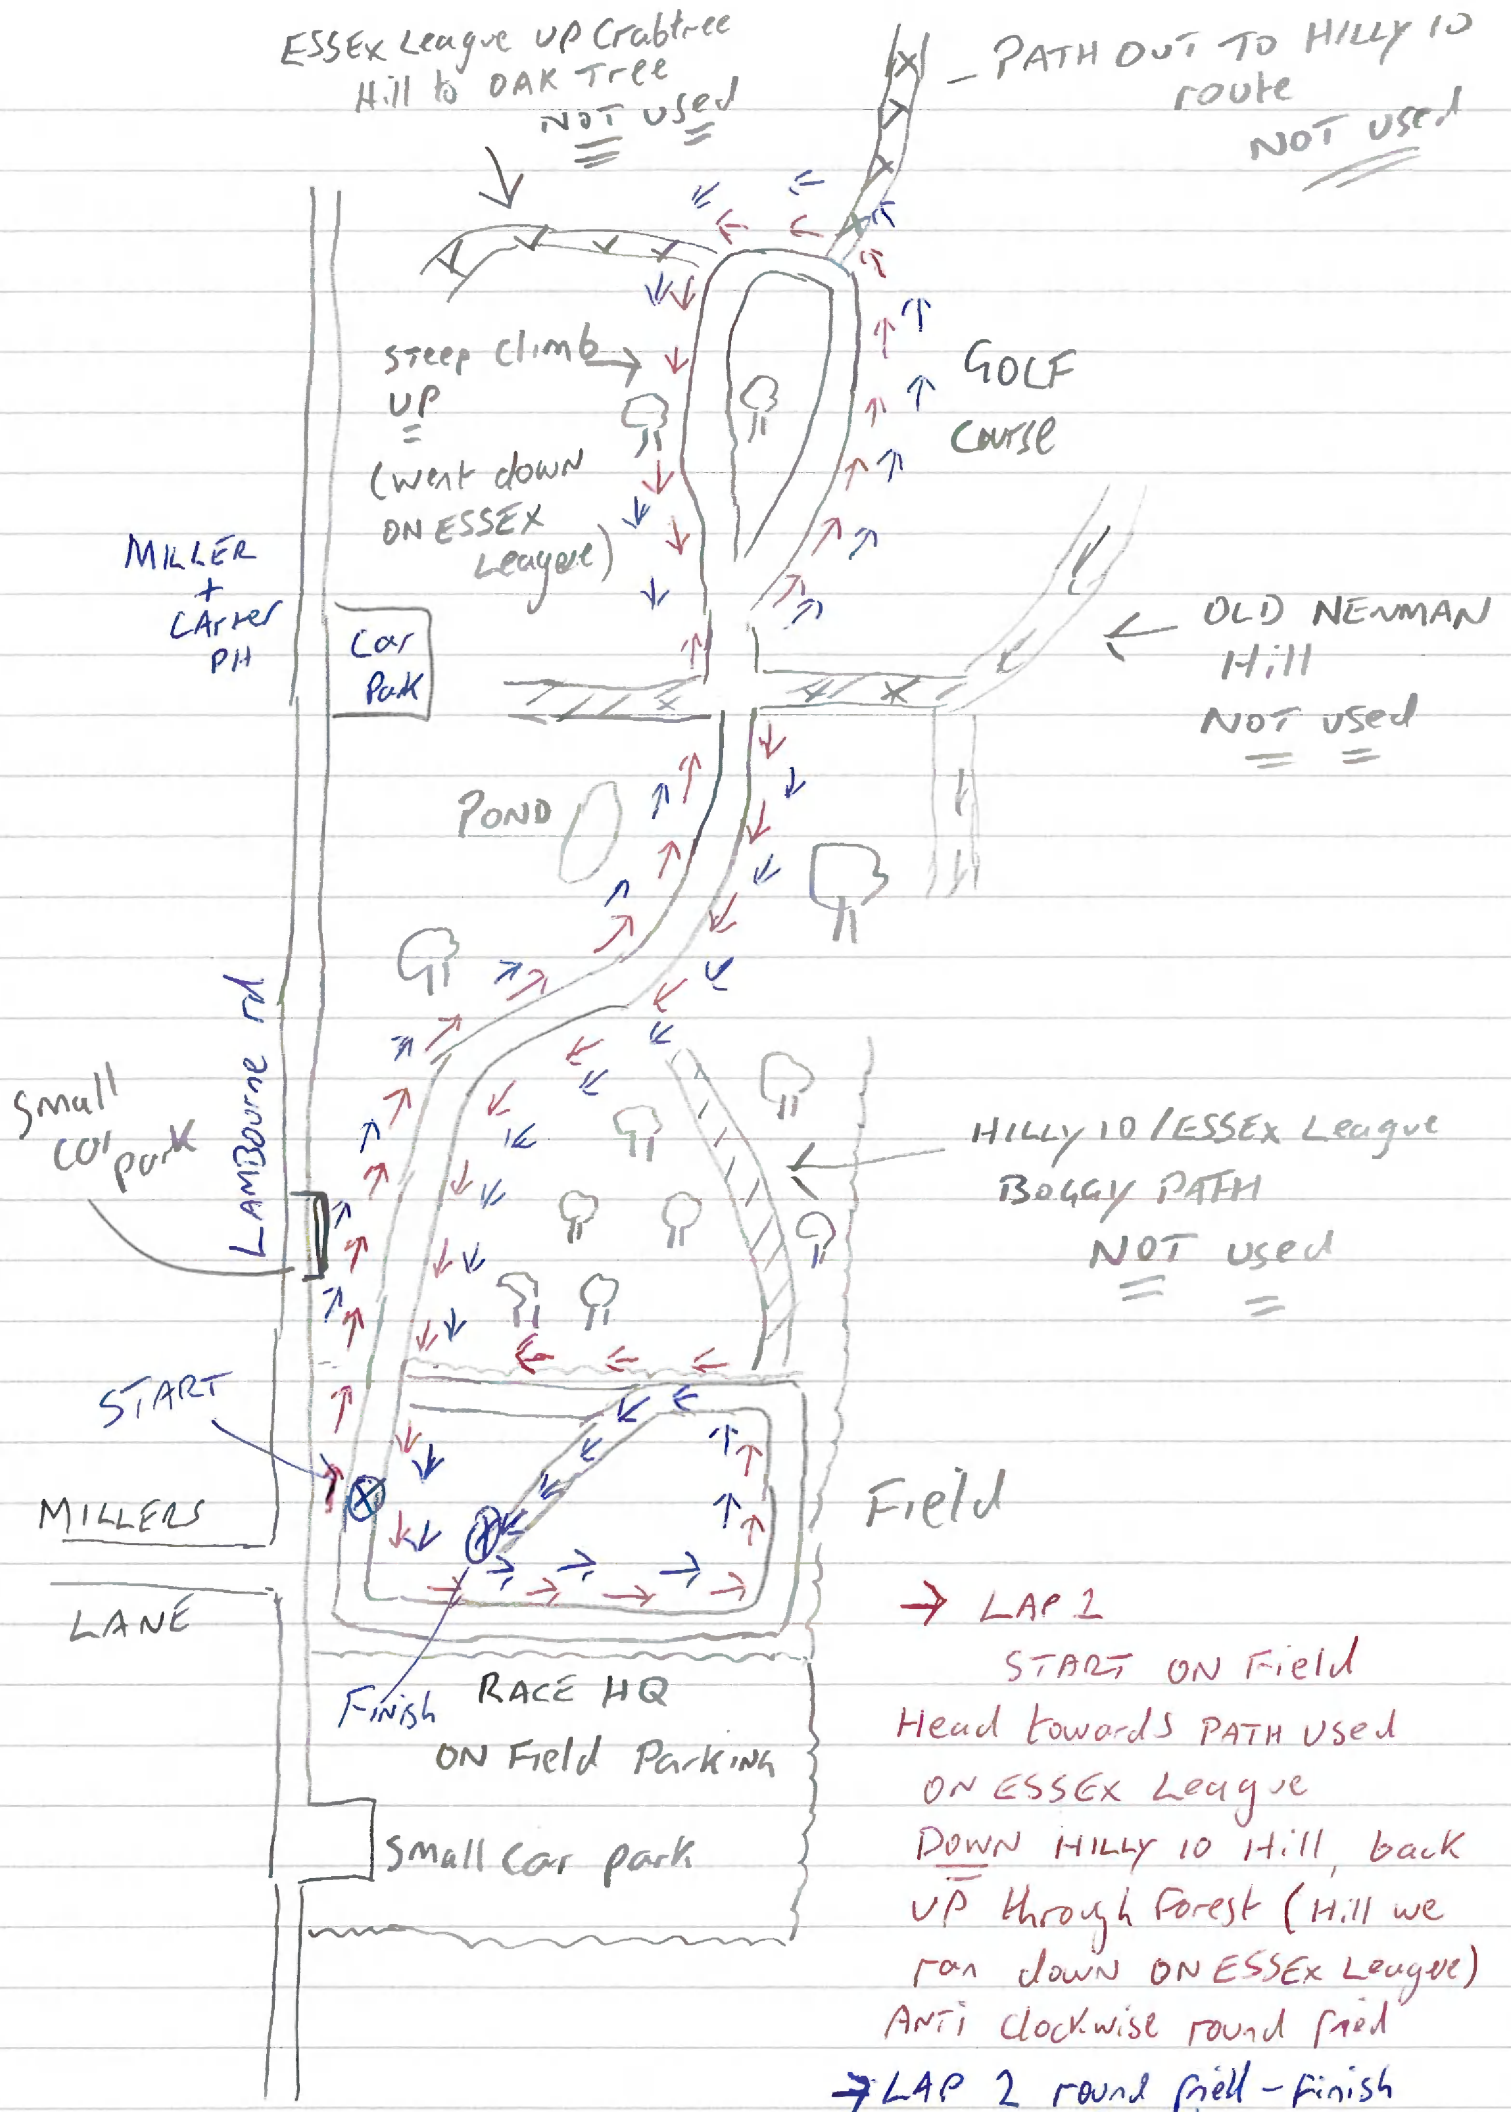 ESSEX League UP Crabtree
Hill to OAK Tree
NOT used
PATH OUT TO HILLY 10
route
NOT used
steep climb
UP
(went down
ON ESSEX
League)
GOLF
course
MILLER
+
CArter
PH
Car
Park
OLD NENMAN
Hill
NOT used
POND
LAMBourne rd
Small
car
park
HILLY 10 / ESSEX League
BOGGY PATH
NOT used
START
MILLERS
LANE
Field
Finish
RACE HQ
ON Field Parking
Small car park
→ LAP 1
START ON Field
Head towards PATH used
ON ESSEX League
DOWN HILLY 10 Hill, back
UP through Forest (Hill we
ran down ON ESSEX League)
ANTi Clockwise round fried
→ LAP 2 round field - finish